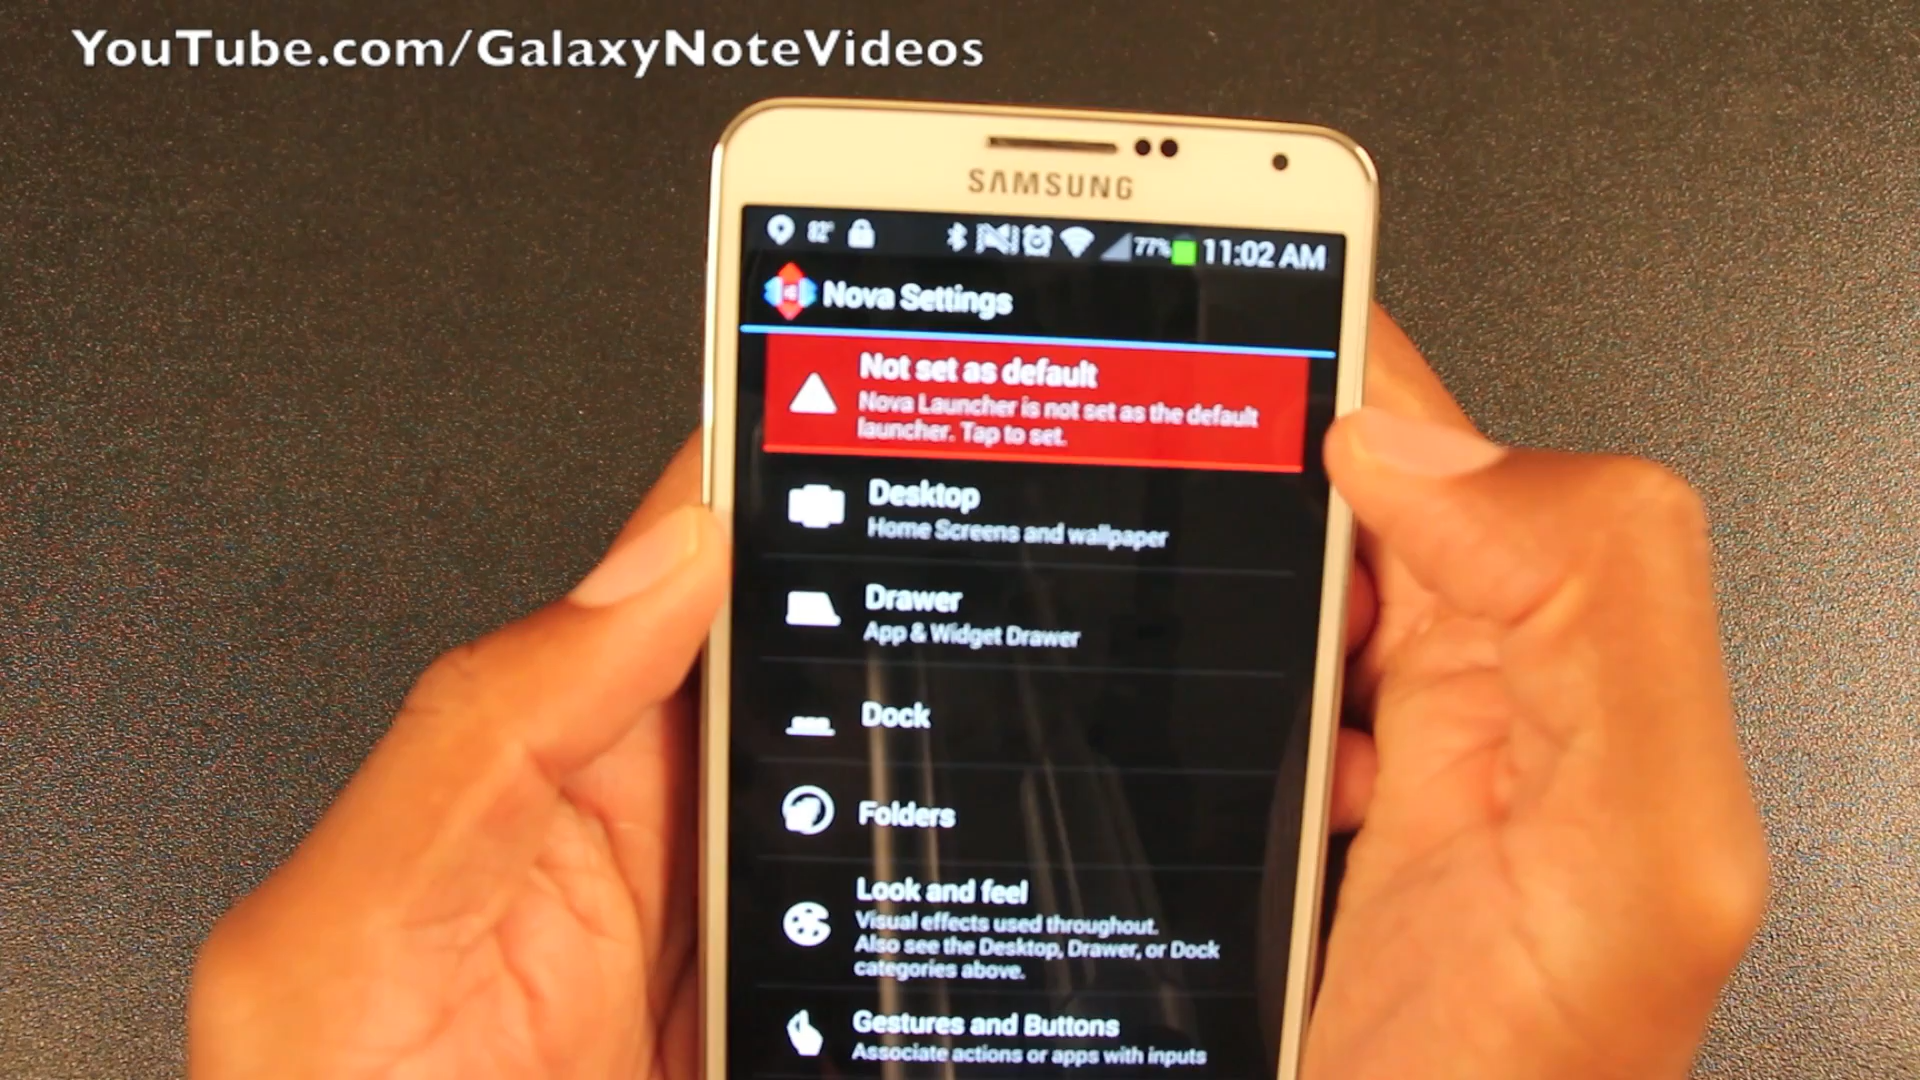 YouTube.com/GalaxyNoteVideos
SAMSUNG
82°
77%
11:02 AM
Nova Settings
Not set as default
Nova Launcher is not set as the default
launcher. Tap to set.
Desktop
Home Screens and wallpaper
Drawer
App & Widget Drawer
Dock
Folders
Look and feel
Visual effects used throughout.
Also see the Desktop, Drawer, or Dock
categories above.
Gestures and Buttons
Associate actions or apps with inputs